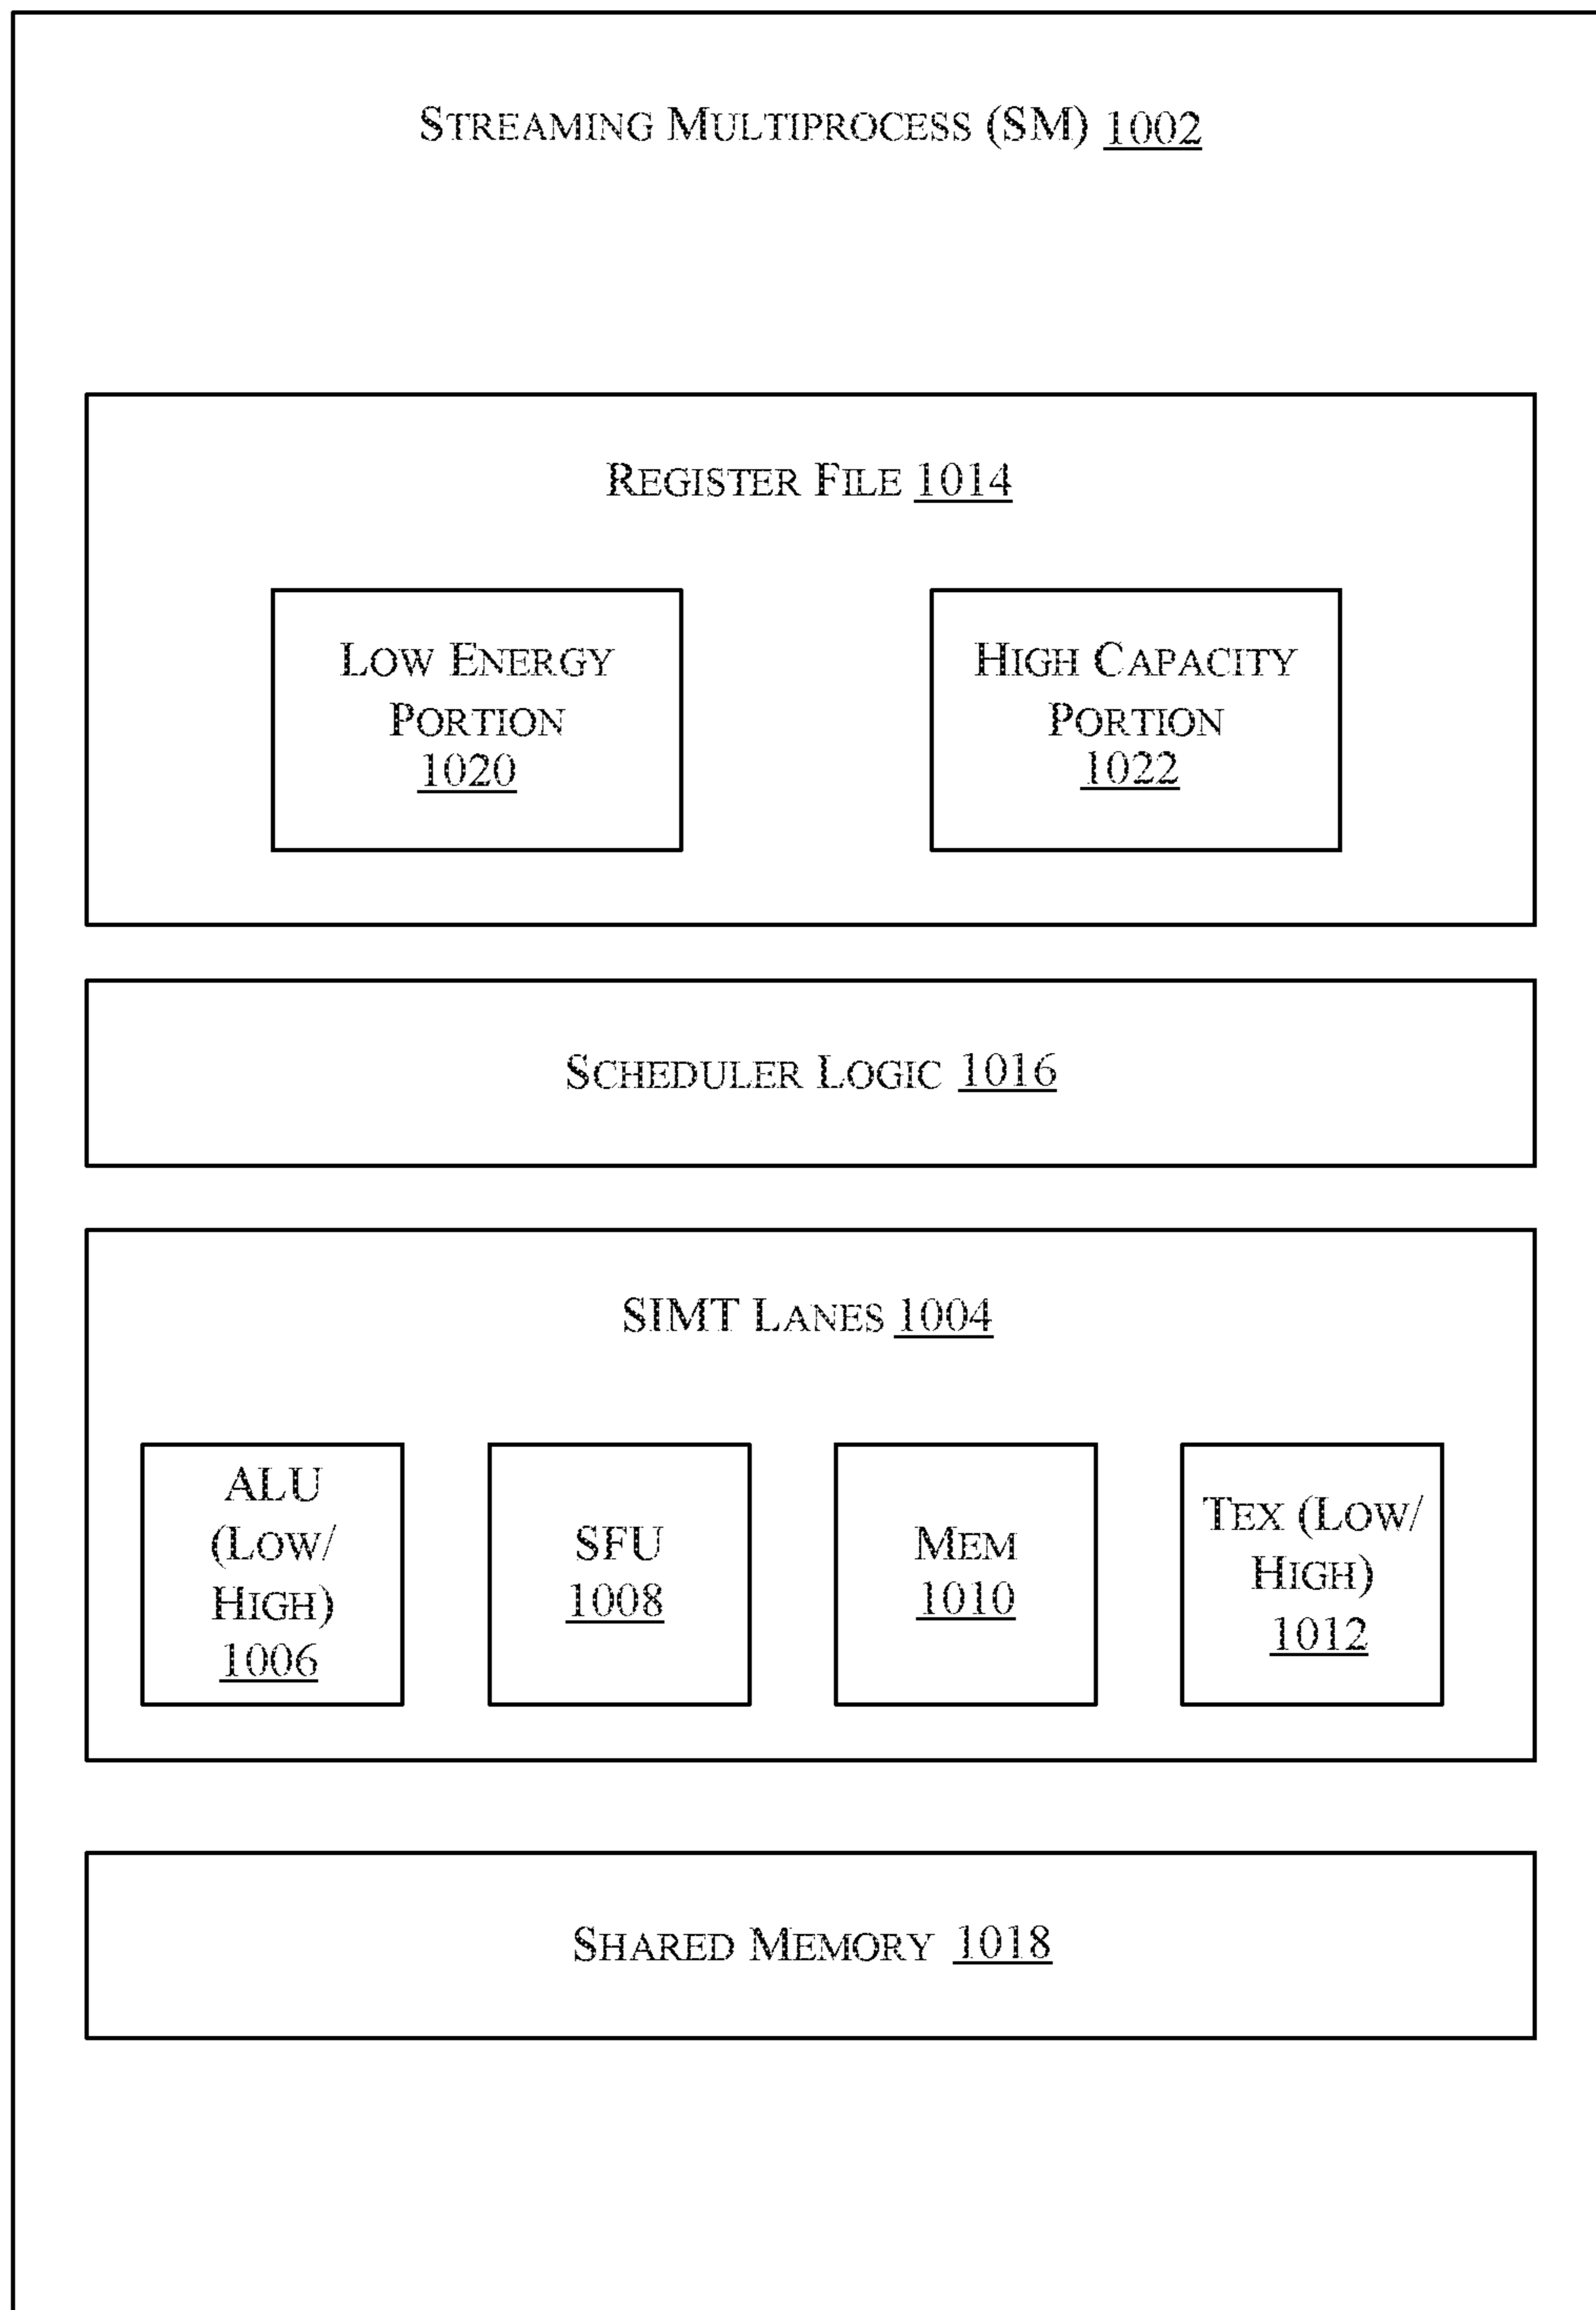 STREAMING MULTIPROCESS (SM) 1002
REGISTER FILE 1014
LOW ENERGY
PORTION
1020
HIGH CAPACITY
PORTION
1022
SCHEDULER LOGIC 1016
SIMT LANES 1004
ALU
(LOW/
HIGH)
1006
SFU
1008
MEM
1010
TEX (LOW/
HIGH)
1012
SHARED MEMORY 1018